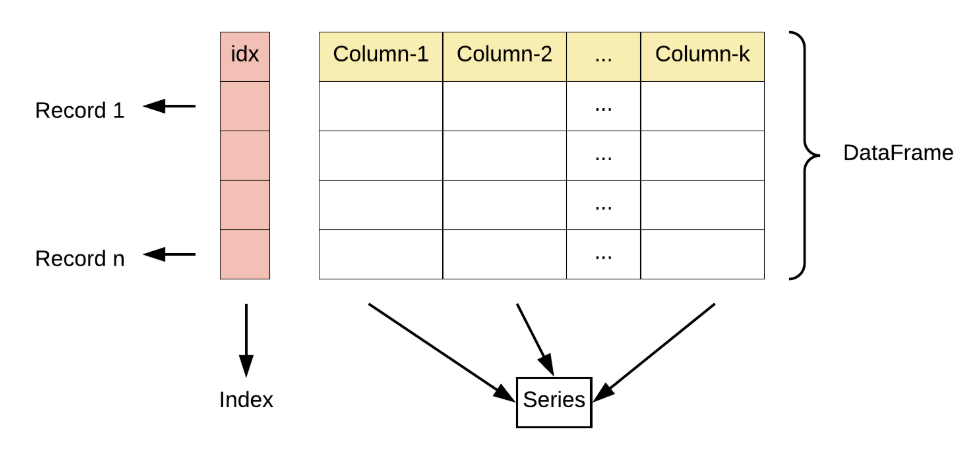 idx Column-1 Column-2 ... Column-k
Record 1 ...
... DataFrame
...
Record n ...
Index Series